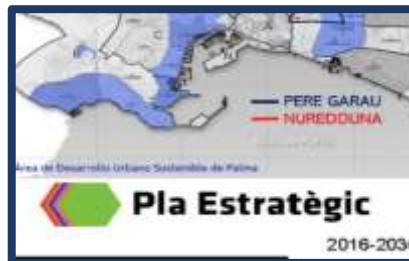 PERE GARAU
NUREDDUNA
Área de Desarrollo Urbano Sostenible de Palma
Pla Estratègic
2016-2030